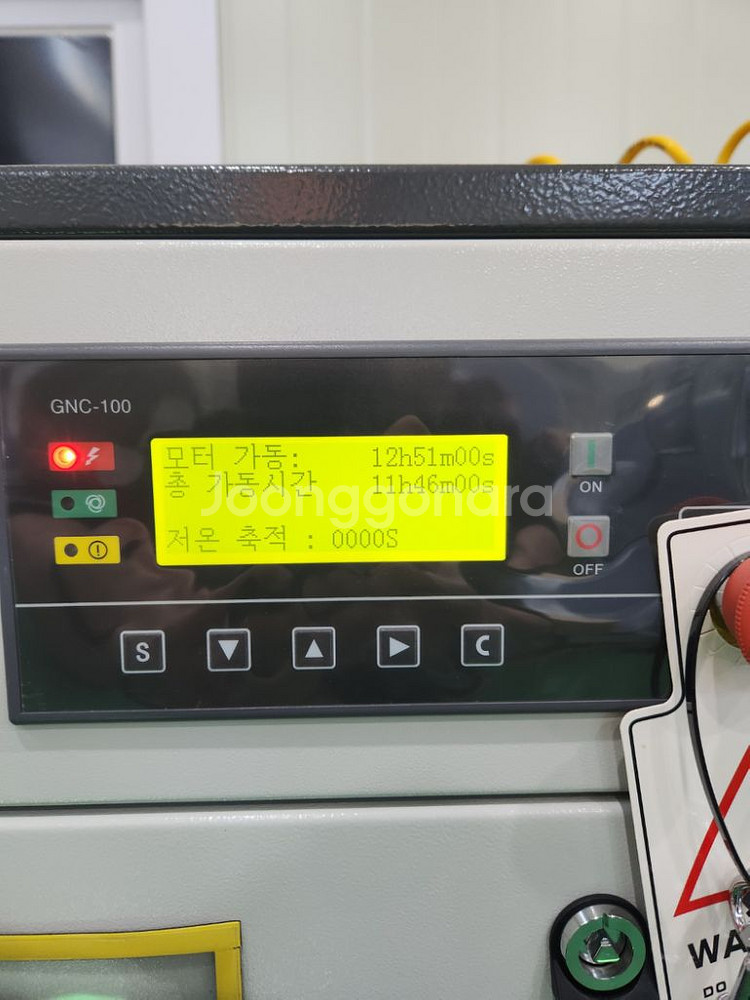 GNC-100
모터 가동: 12h51m00s
총 가동시간 11h46m00s
Joonggonara
저온 축적 : 0000S
ON
OFF
S
C
WA
DO